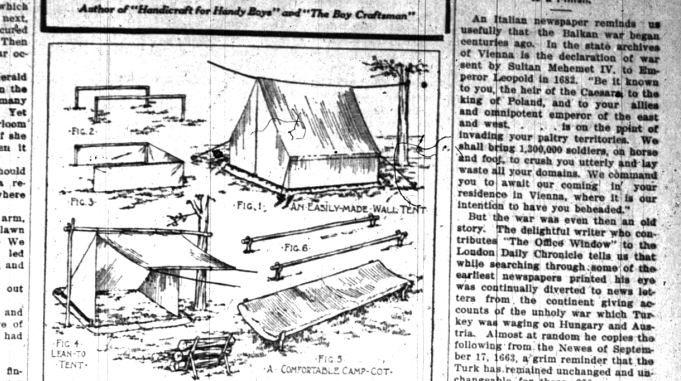 which
next,
cured
Then
Author of "Handicraft for Handy Boys" and "The Boy Craftsman"
FIG. 2
FIG. 3
FIG. 1 AN EASILY-MADE WALL TENT
FIG. 6
FIG 4
LEAN-TO
TENT
FIG 5
A COMFORTABLE CAMP-COT
An Italian newspaper reminds us
usefully that the Balkan war began
centuries ago. In the state archives
of Vienna is the declaration of war
sent by Sultan Mehemet IV. to Em-
peror Leopold in 1682. "Be it known
to you, the heir of the Caesars, to the
king of Poland, and to your allies
and omnipotent emperor of the east
and west. . . . is on the point of
invading your paltry territories. We
shall bring 1,300,000 soldiers, on horse
and foot, to crush you utterly and lay
waste all your domains. We command
you to await our coming in your
residence in Vienna, where it is our
intention to have you beheaded."
But the war was even then an old
story. The delightful writer who con-
tributes "The Office Window" to the
London Daily Chronicle tells us that
while searching through some of the
earliest newspapers printed his eye
was continually diverted to news let-
ters from the continent giving ac-
counts of the unholy war which Tur-
key was waging on Hungary and Aus-
tria. Almost at random he copies the
following from the Newes of Septem-
ber 17, 1663, a grim reminder that the
Turk has remained unchanged and un-